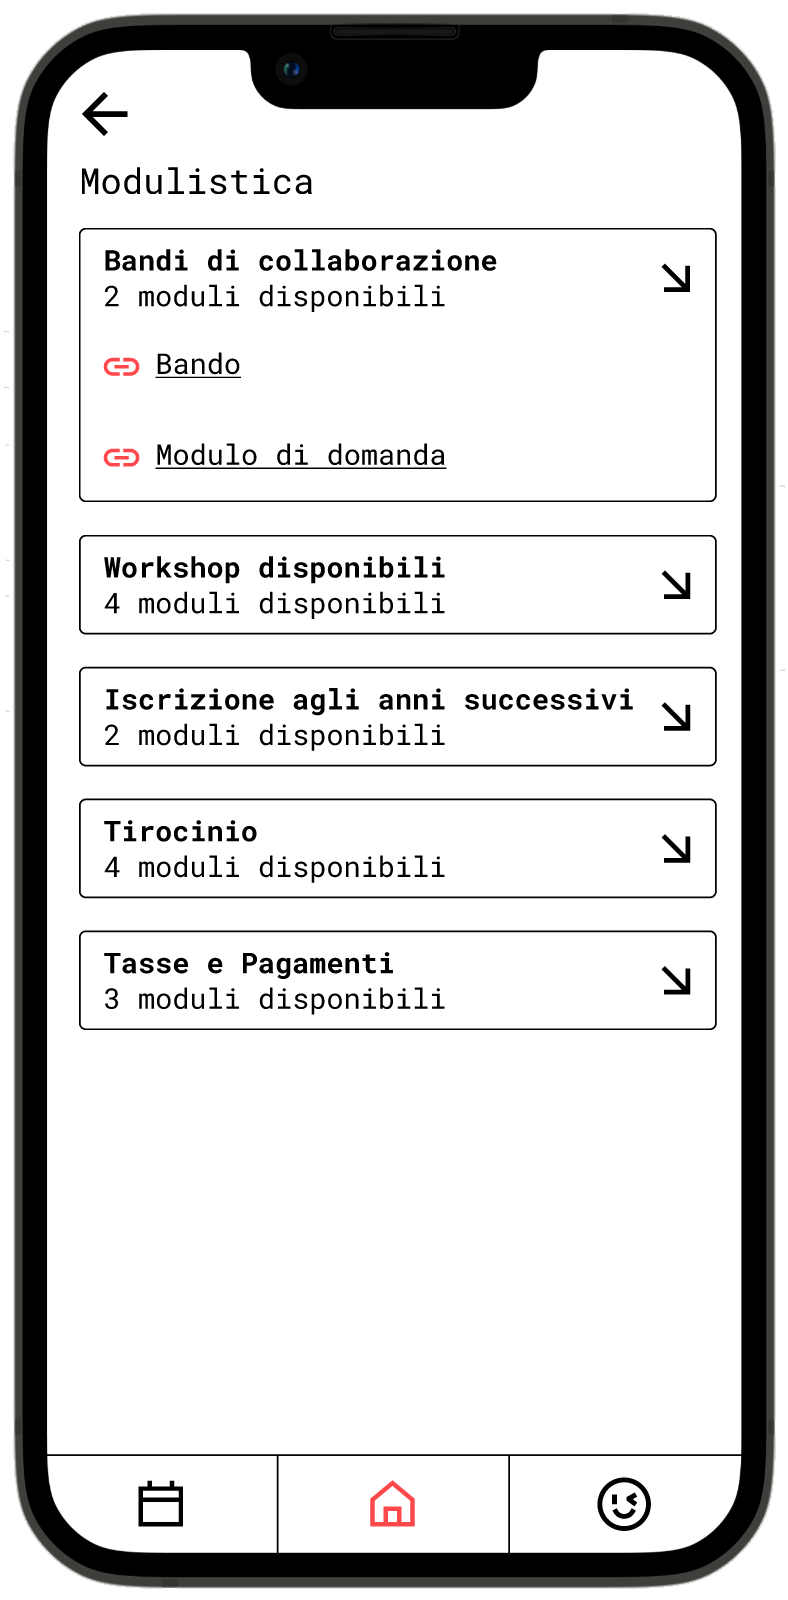 Modulistica
Bandi di collaborazione
2 moduli disponibili
Bando
Modulo di domanda
Workshop disponibili
4 moduli disponibili
Iscrizione agli anni successivi
2 moduli disponibili
Tirocinio
4 moduli disponibili
Tasse e Pagamenti
3 moduli disponibili